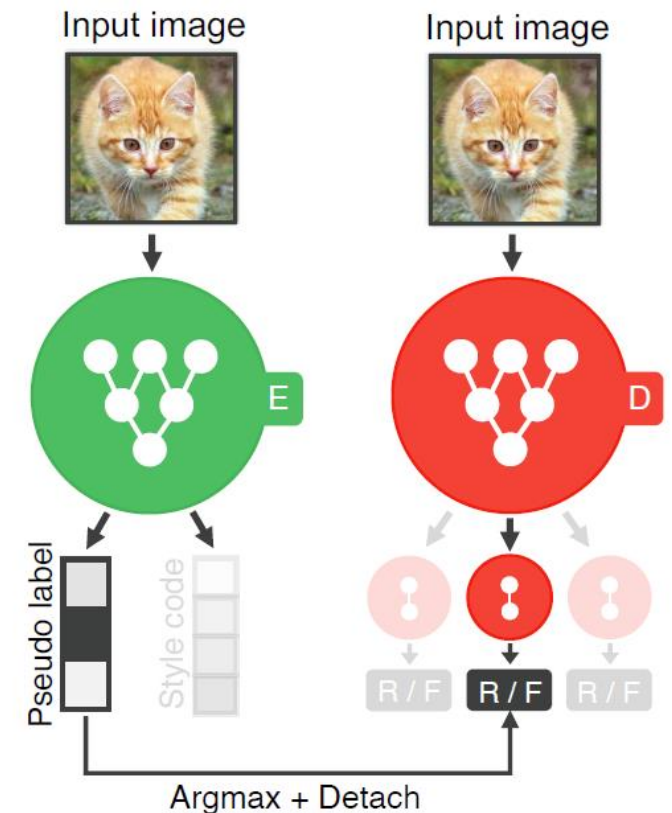 Input image
Input image
E
D
Pseudo label
Style code
R / F
R / F
R / F
Argmax + Detach